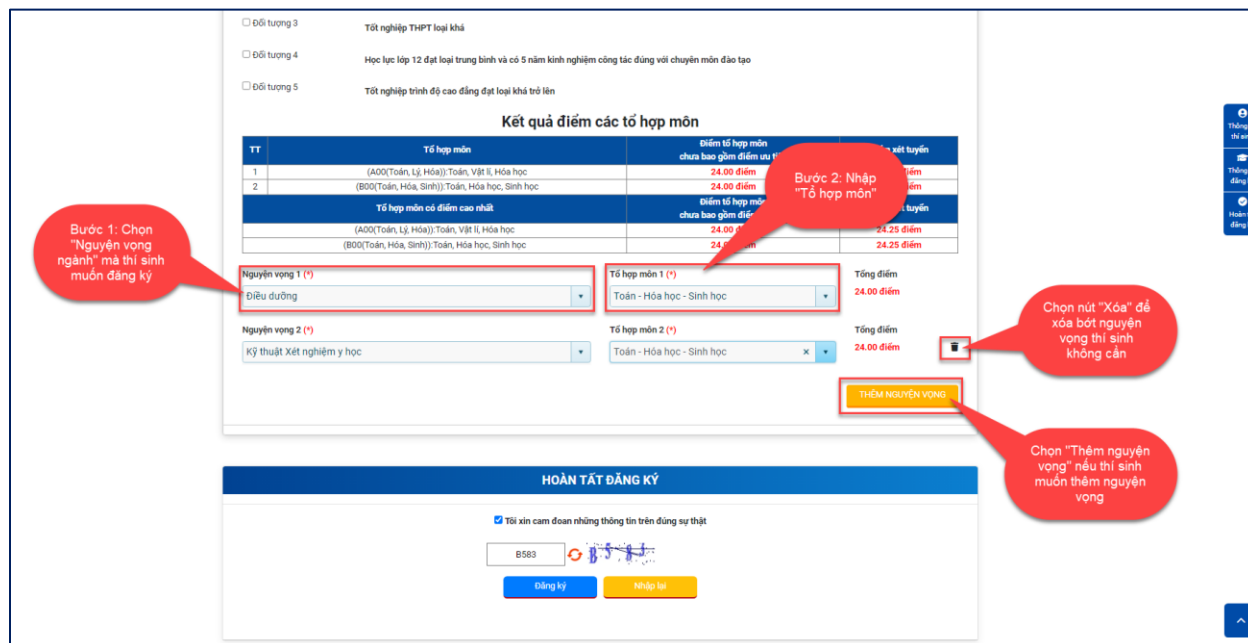 Đối tượng 3 Tốt nghiệp THPT loại khá
Đối tượng 4 Học lực lớp 12 đạt loại trung bình và có 5 năm kinh nghiệm công tác đúng với chuyên môn đào tạo
Đối tượng 5 Tốt nghiệp trình độ cao đẳng đạt loại khá trở lên
Kết quả điểm các tổ hợp môn
TT Tổ hợp môn Điểm tổ hợp môn xét tuyển
chưa bao gồm điểm ưu
1 (A00(Toán, Lý, Hóa)):Toán, Vật lí, Hóa học 24.00 điểm
2 (B00(Toán, Hóa, Sinh)):Toán, Hóa học, Sinh học 24.00 điểm
Tổ hợp môn có điểm cao nhất Điểm tổ hợp môn tuyển
chưa bao gồm
(A00(Toán, Lý, Hóa)):Toán, Vật lí, Hóa học 24.00 24.25 điểm
(B00(Toán, Hóa, Sinh)):Toán, Hóa học, Sinh học 24.25 điểm
Bước 2: Nhập
"Tổ hợp môn"
Bước 1: Chọn
"Nguyện vọng
ngành" mà thí sinh
muốn đăng ký
Nguyện vọng 1 (*) Tổ hợp môn 1 (*) Tổng điểm
Điều dưỡng Toán - Hóa học - Sinh học 24.00 điểm
Nguyện vọng 2 (*) Tổ hợp môn 2 (*) Tổng điểm
Kỹ thuật Xét nghiệm y học Toán - Hóa học - Sinh học × 24.00 điểm
Chọn nút "Xóa" để
xóa bớt nguyện
vọng thí sinh
không cần
THÊM NGUYỆN VỌNG
Chọn "Thêm nguyện
vọng" nếu thí sinh
muốn thêm nguyện
vọng
HOÀN TẤT ĐĂNG KÝ
Tôi xin cam đoan những thông tin trên đúng sự thật
B583 B583
Đăng ký Nhập lại
Thông
thí sin
Thông
đăng
Hoàn
đăng